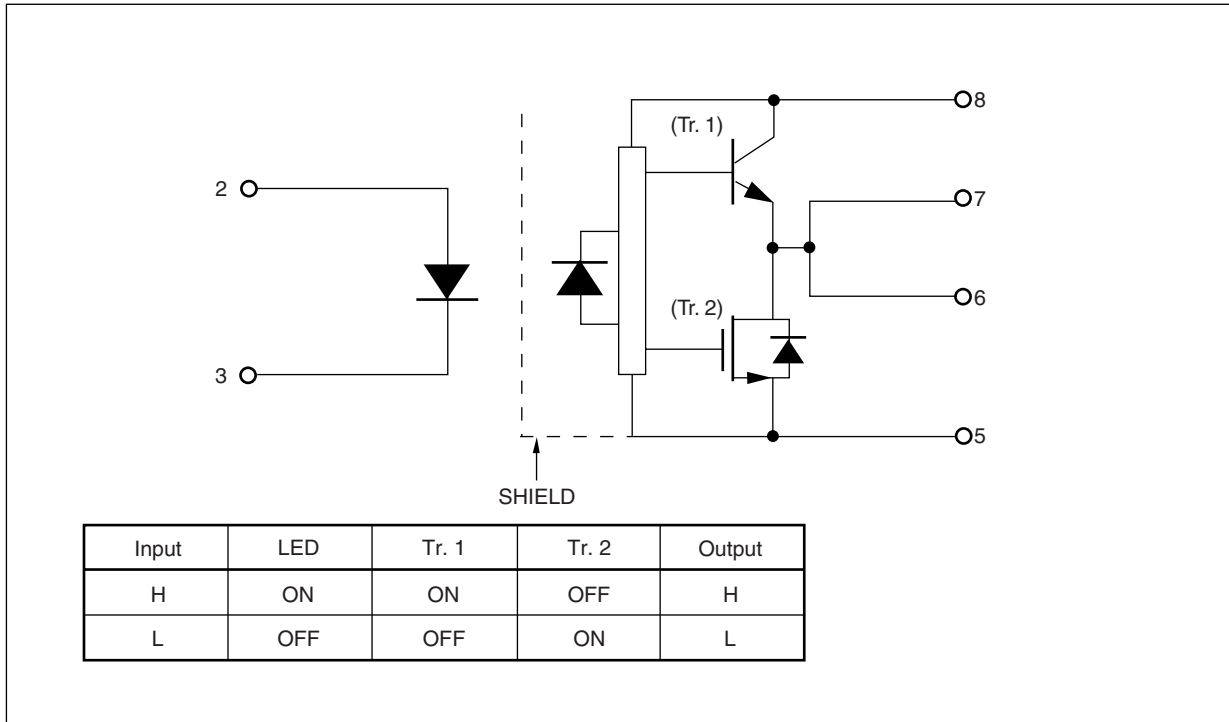 8
(Tr. 1)
2
7
6
(Tr. 2)
3
5
SHIELD
Input LED Tr. 1 Tr. 2 Output
H ON ON OFF H
L OFF OFF ON L